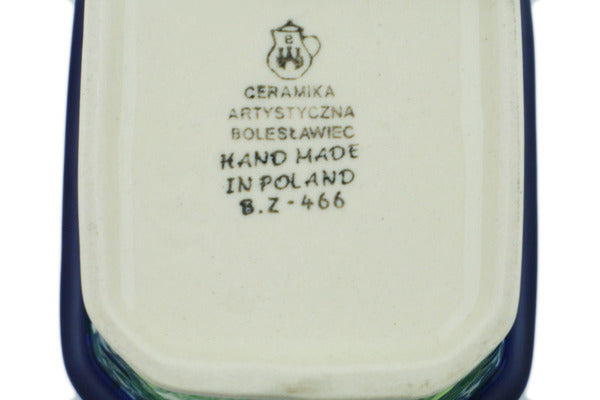 B
CERAMIKA
ARTYSTYCZNA
BOLESŁAWIEC
HAND MADE
IN POLAND
B.Z-466